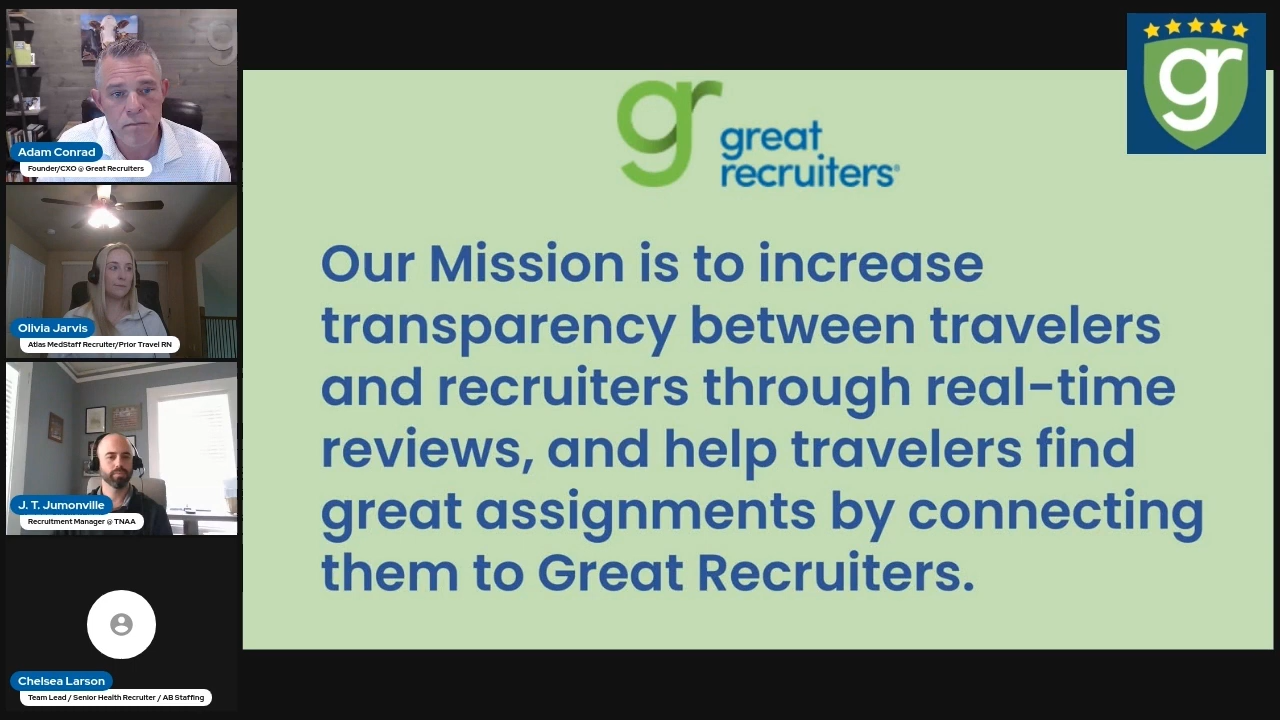 Adam Conrad
Founder/CXO @ Great Recruiters
Olivia Jarvis
Atlas MedStaff Recruiter/Prior Travel RN
J. T. Jumonville
Recruitment Manager @ TNAA
Chelsea Larson
Team Lead / Senior Health Recruiter / AB Staffing
gr
great
recruiters®
Our Mission is to increase
transparency between travelers
and recruiters through real-time
reviews, and help travelers find
great assignments by connecting
them to Great Recruiters.
gr